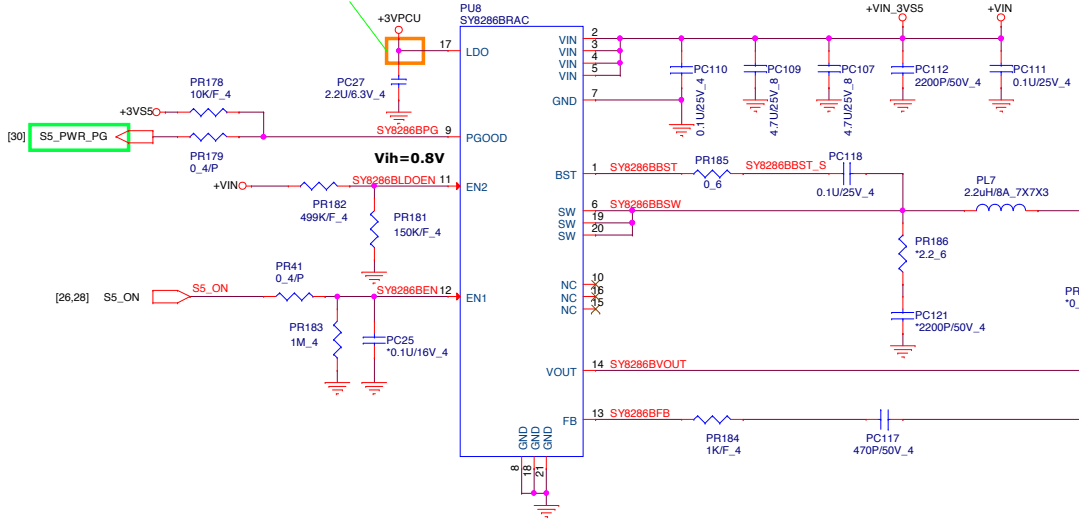 +3VPCU
PU8
SY8286BRAC
+VIN_3VS5
+VIN
17
LDO
PC27
2.2U/6.3V_4
VIN
VIN
VIN
VIN
2
3
4
5
GND
7
PC110
0.1U/25V_4
PC109
4.7U/25V_8
PC107
4.7U/25V_8
PC112
2200P/50V_4
PC111
0.1U/25V_4
PR178
10K/F_4
+3VS5
[30]
S5_PWR_PG
PR179
0_4/P
SY8286BPG
9
PGOOD
Vih=0.8V
+VIN
SY8286BLDOEN
11
EN2
PR182
499K/F_4
PR181
150K/F_4
BST
1
SY8286BBST
PR185
0_6
SY8286BBST_S
PC118
0.1U/25V_4
SW
SW
SW
6
19
20
SY8286BBSW
PL7
2.2uH/8A_7X7X3
PR186
*2.2_6
PC121
*2200P/50V_4
PR41
0_4/P
[26,28]
S5_ON
S5_ON
SY8286BEN
12
EN1
PR183
1M_4
PC25
*0.1U/16V_4
NC
NC
NC
10
16
15
PR
*0_
VOUT
14
SY8286BVOUT
FB
13
SY8286BFB
PR184
1K/F_4
PC117
470P/50V_4
GND
GND
GND
8
18
21